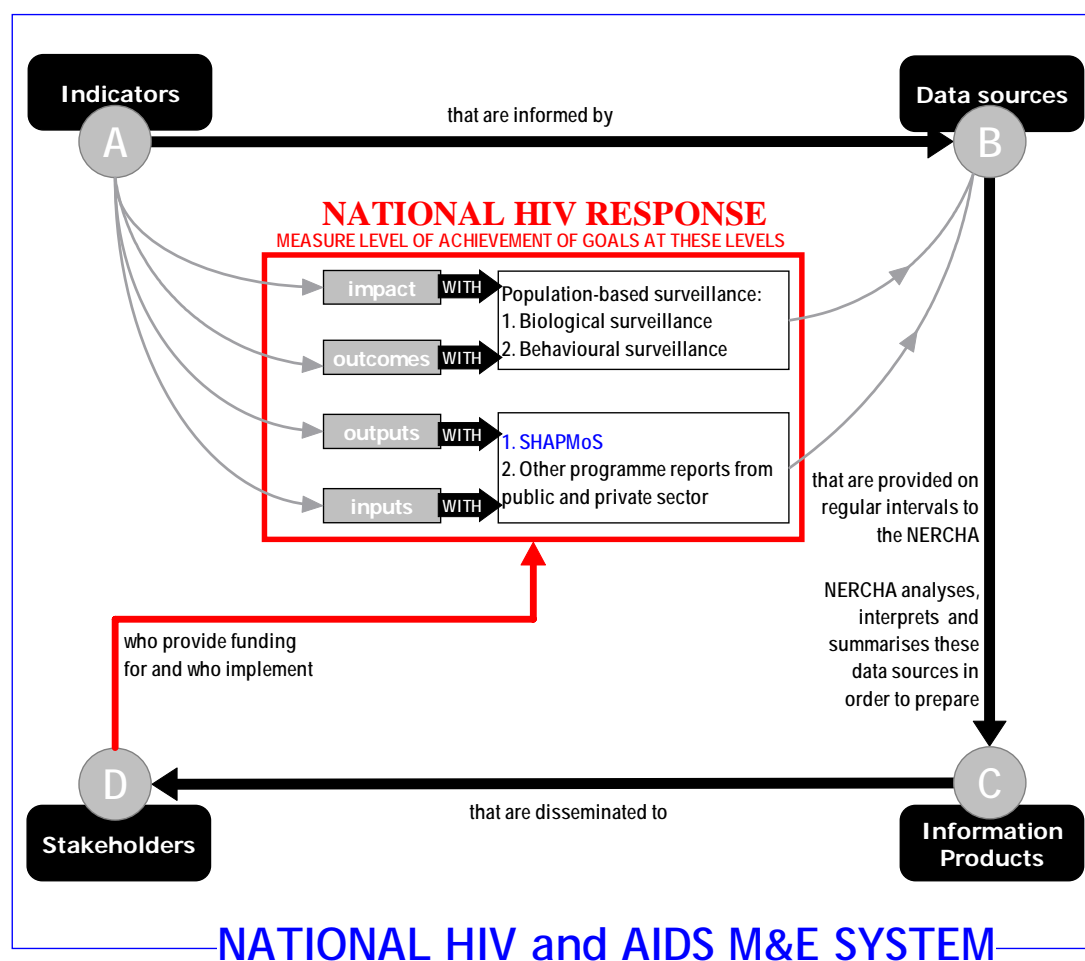 Indicators
A
that are informed by
Data sources
B
NATIONAL HIV RESPONSE
MEASURE LEVEL OF ACHIEVEMENT OF GOALS AT THESE LEVELS
impact
WITH
outcomes
WITH
Population-based surveillance:
1. Biological surveillance
2. Behavioural surveillance
outputs
WITH
inputs
WITH
1. SHAPMoS
2. Other programme reports from
public and private sector
that are provided on
regular intervals to
the NERCHA
NERCHA analyses,
interprets and
summarises these
data sources in
order to prepare
who provide funding
for and who implement
D
Stakeholders
that are disseminated to
C
Information
Products
NATIONAL HIV and AIDS M&E SYSTEM